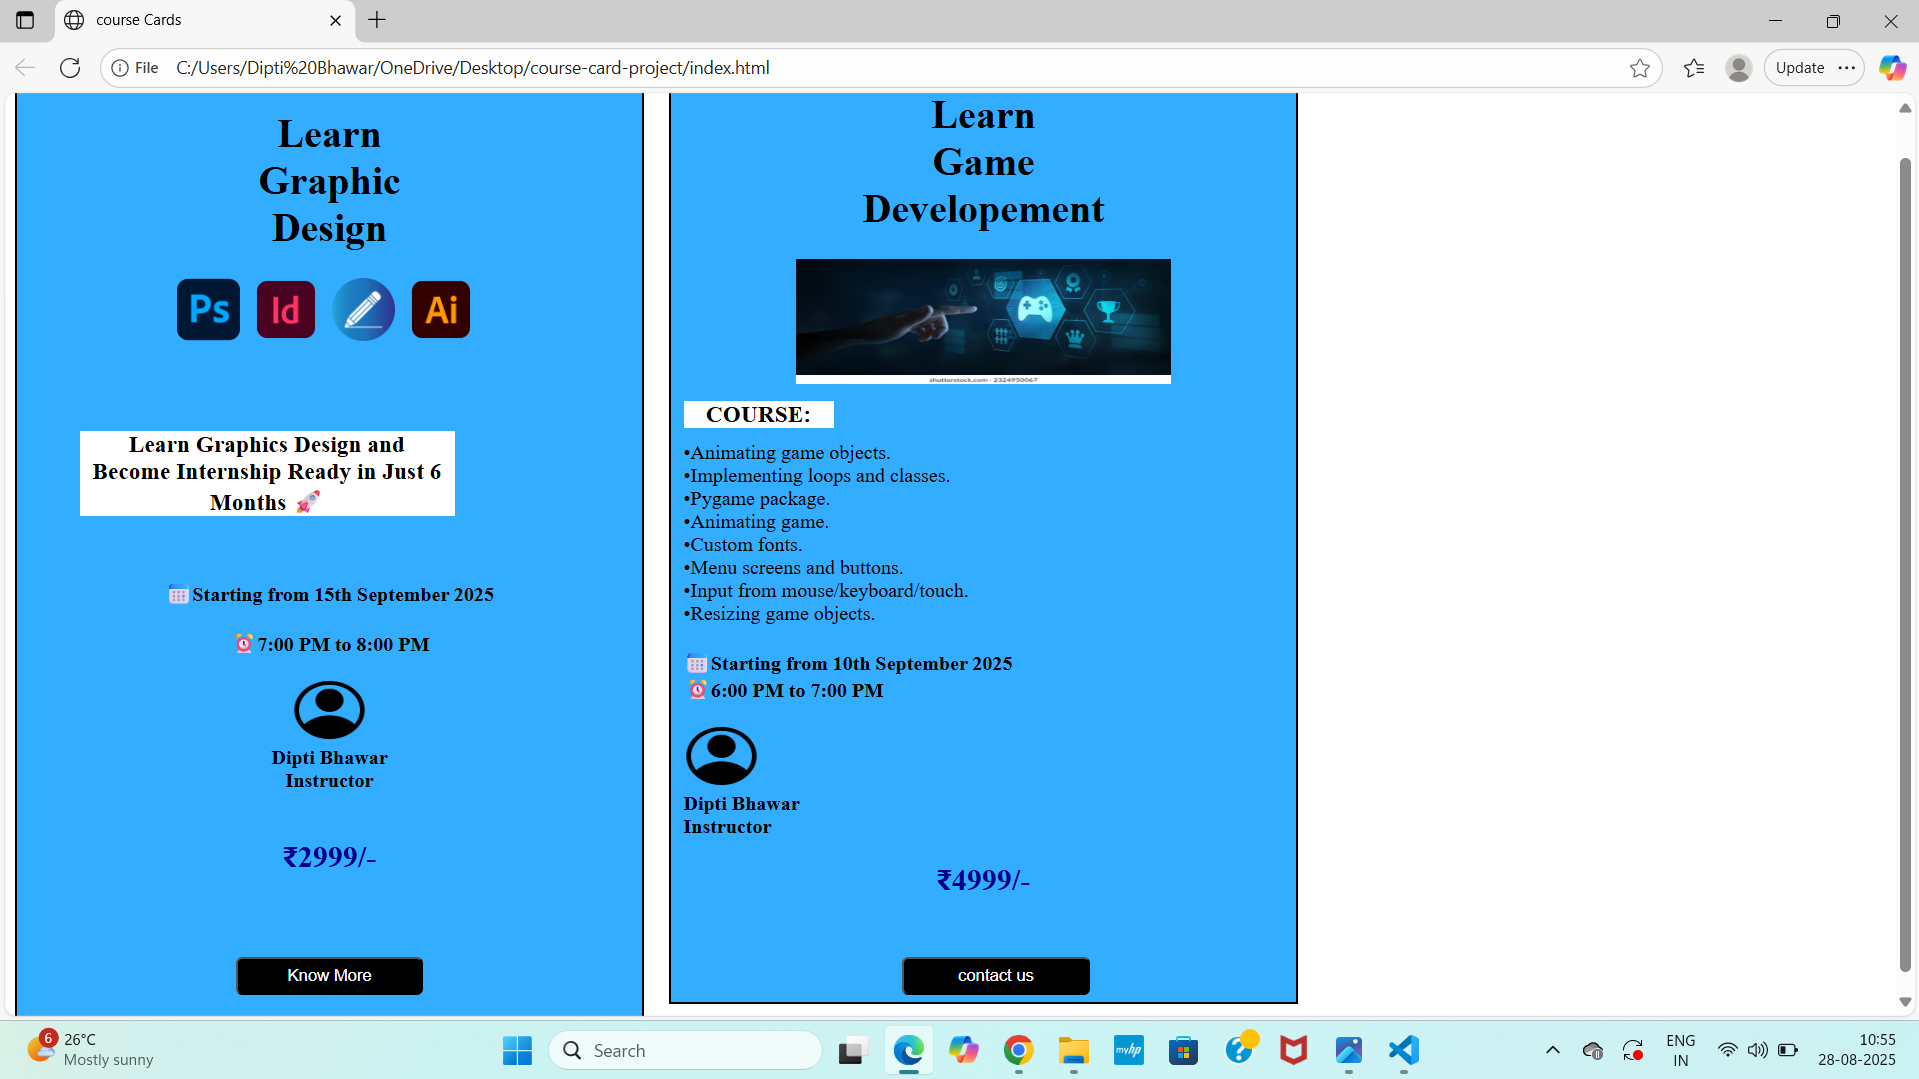 course Cards
File
C:/Users/Dipti%20Bhawar/OneDrive/Desktop/course-card-project/index.html
Update
Learn
Graphic
Design
Ps
Id
Ai
Learn Graphics Design and
Become Internship Ready in Just 6
Months 🚀
📅 Starting from 15th September 2025
⏰ 7:00 PM to 8:00 PM
Dipti Bhawar
Instructor
₹2999/-
Know More
Learn
Game
Developement
shutterstock.com · 2324950067
COURSE:
•Animating game objects.
•Implementing loops and classes.
•Pygame package.
•Animating game.
•Custom fonts.
•Menu screens and buttons.
•Input from mouse/keyboard/touch.
•Resizing game objects.
📅 Starting from 10th September 2025
⏰ 6:00 PM to 7:00 PM
Dipti Bhawar
Instructor
₹4999/-
contact us
6
26°C
Mostly sunny
Search
myhp
ENG
IN
10:55
28-08-2025